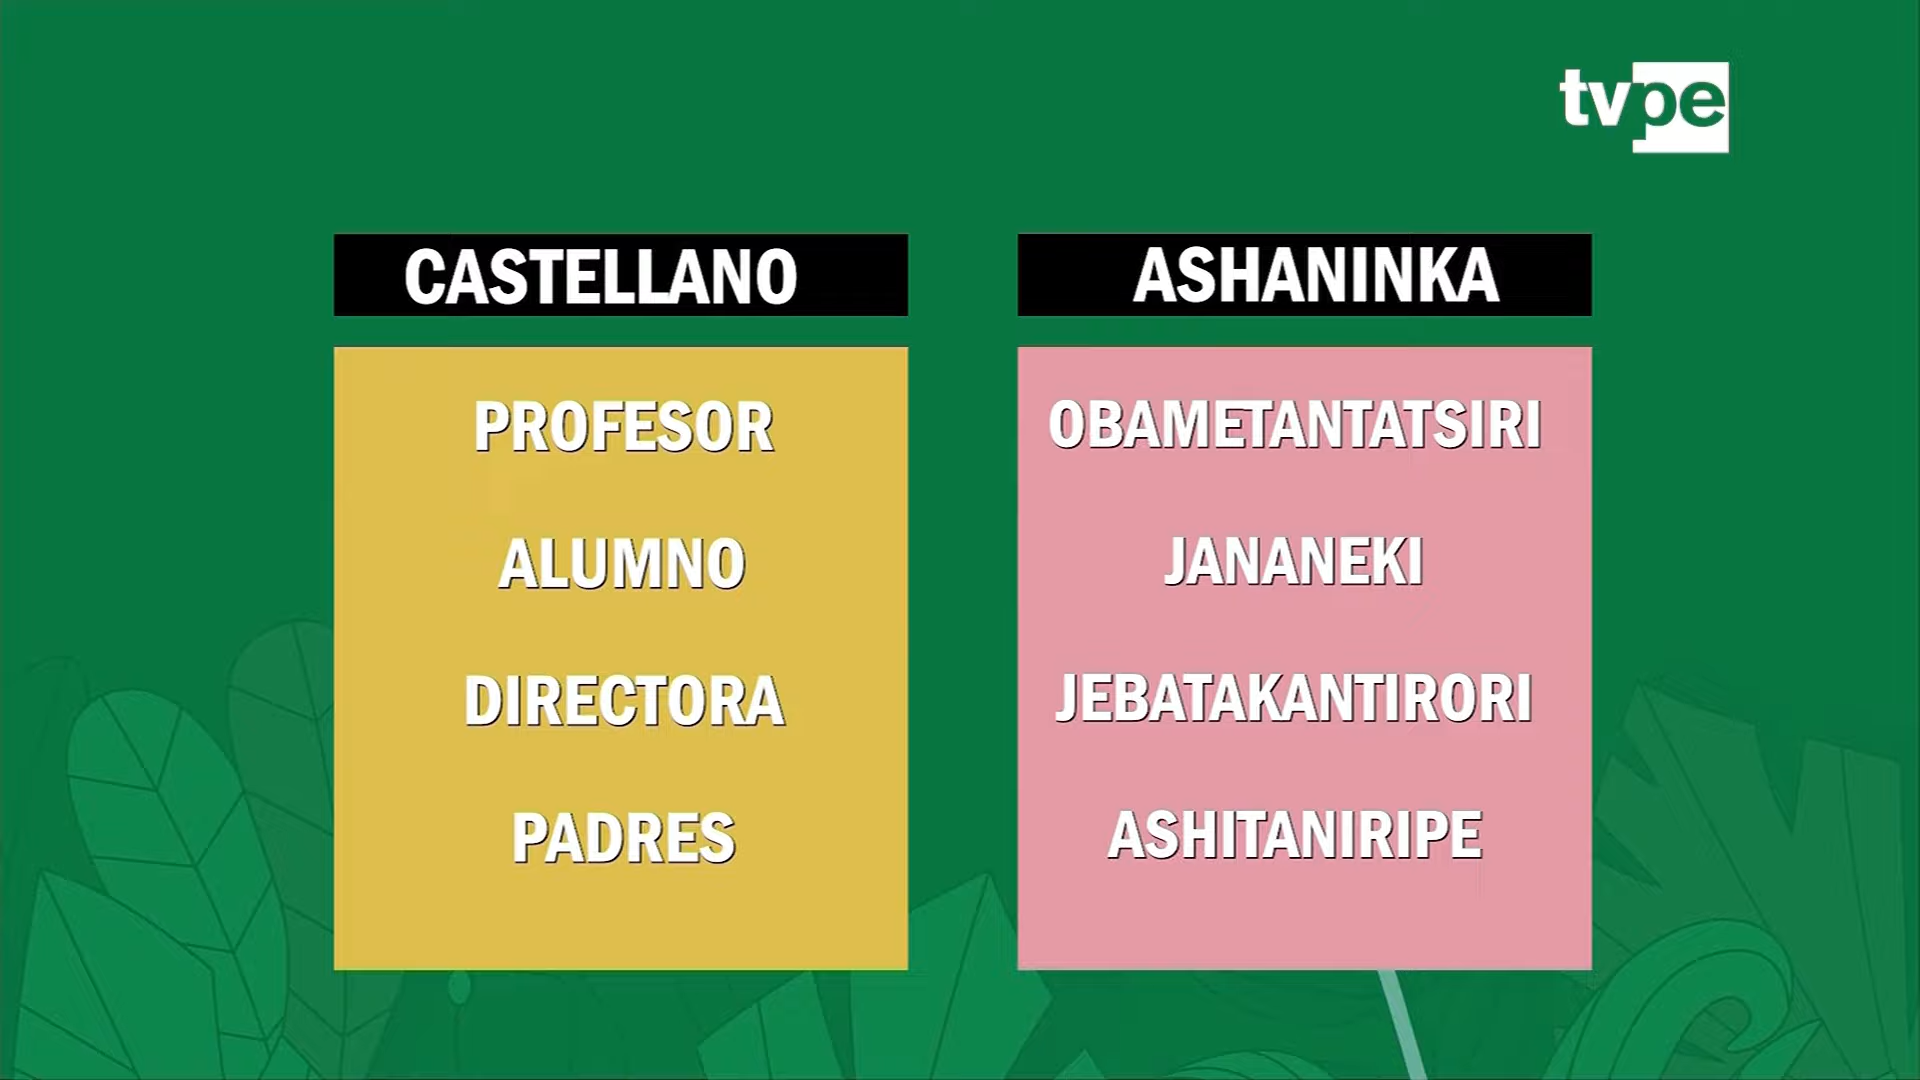 tvpe
CASTELLANO
PROFESOR
ALUMNO
DIRECTORA
PADRES
ASHANINKA
OBAMETANTATSIRI
JANANEKI
JEBATAKANTIRORI
ASHITANIRIPE